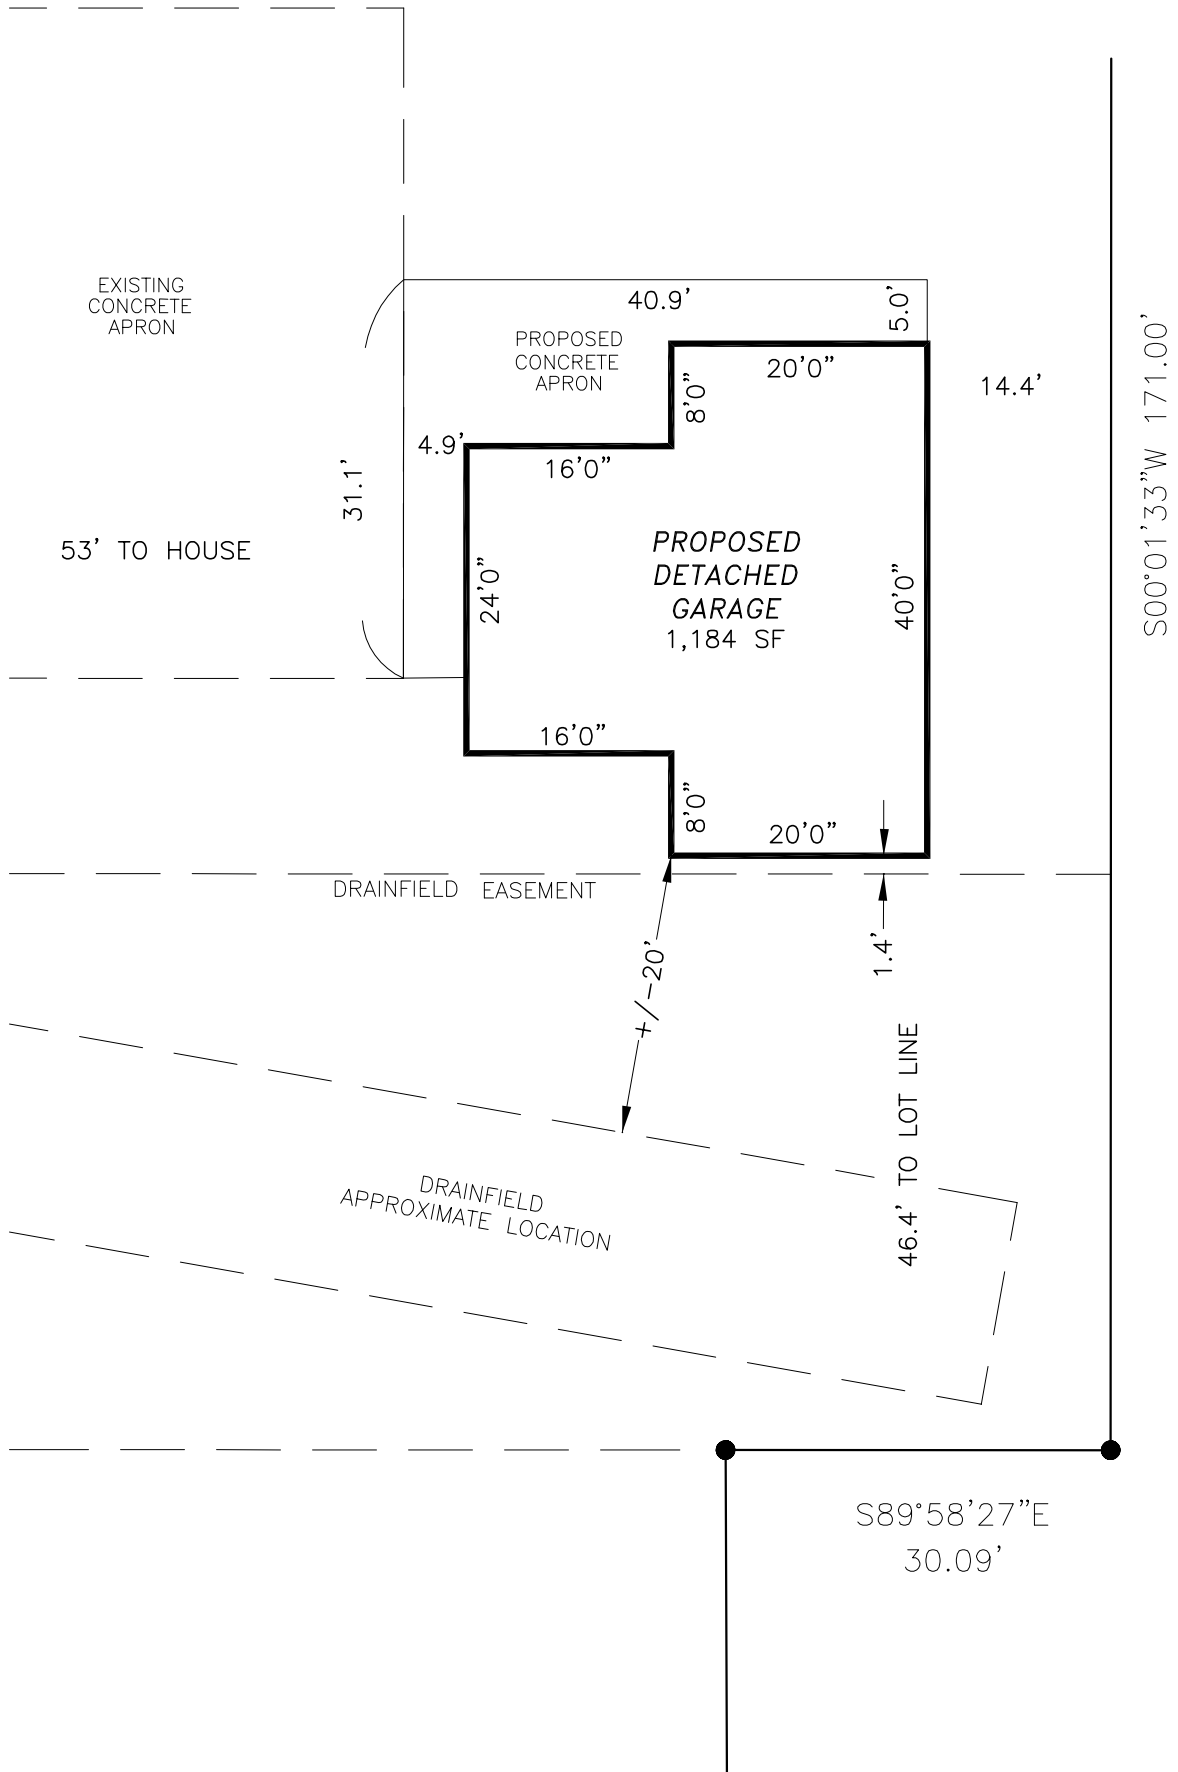 EXISTING
CONCRETE
APRON
40.9'
5.0'
PROPOSED
CONCRETE
APRON
20'0"
8'0"
14.4'
S00°01'33"W 171.00'
4.9'
16'0"
31.1'
53' TO HOUSE
24'0"
PROPOSED
DETACHED
GARAGE
1,184 SF
40'0"
16'0"
8'0"
20'0"
DRAINFIELD EASEMENT
+/-20'
1.4'
46.4' TO LOT LINE
DRAINFIELD
APPROXIMATE LOCATION
S89°58'27"E
30.09'